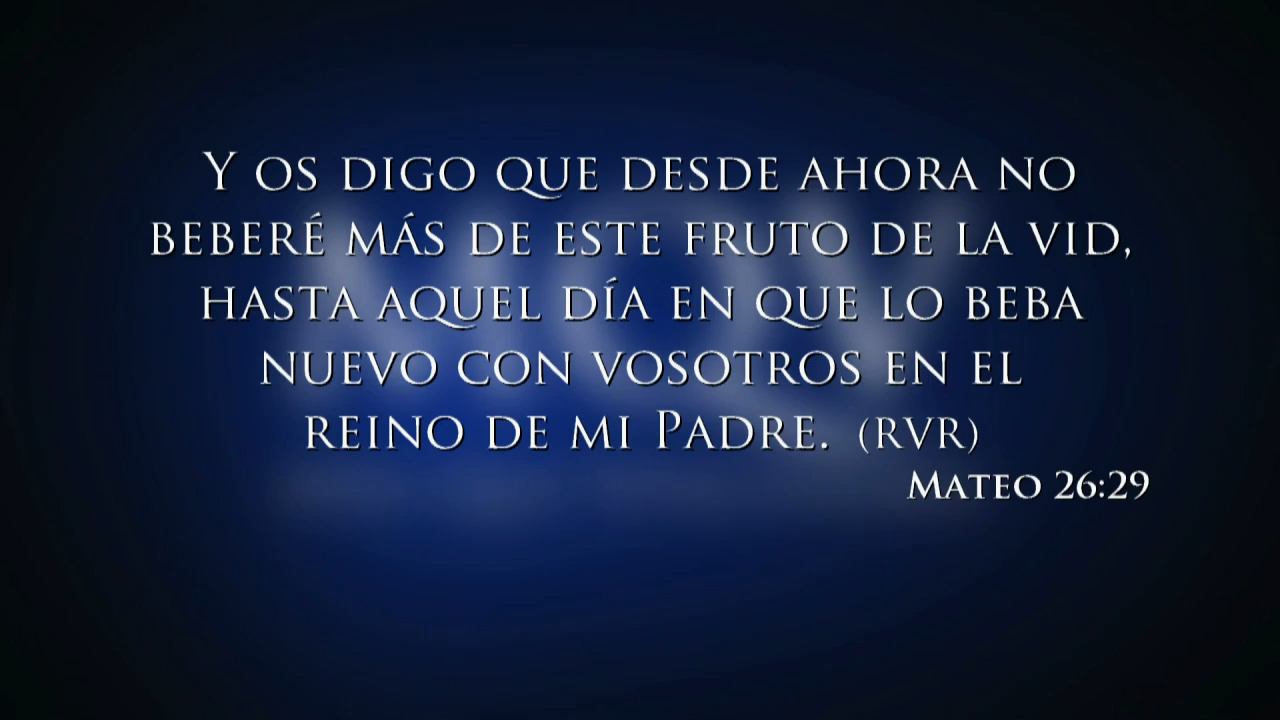 Y os digo que desde ahora no
beberé más de este fruto de la vid,
hasta aquel día en que lo beba
nuevo con vosotros en el
reino de mi Padre. (RVR)
Mateo 26:29